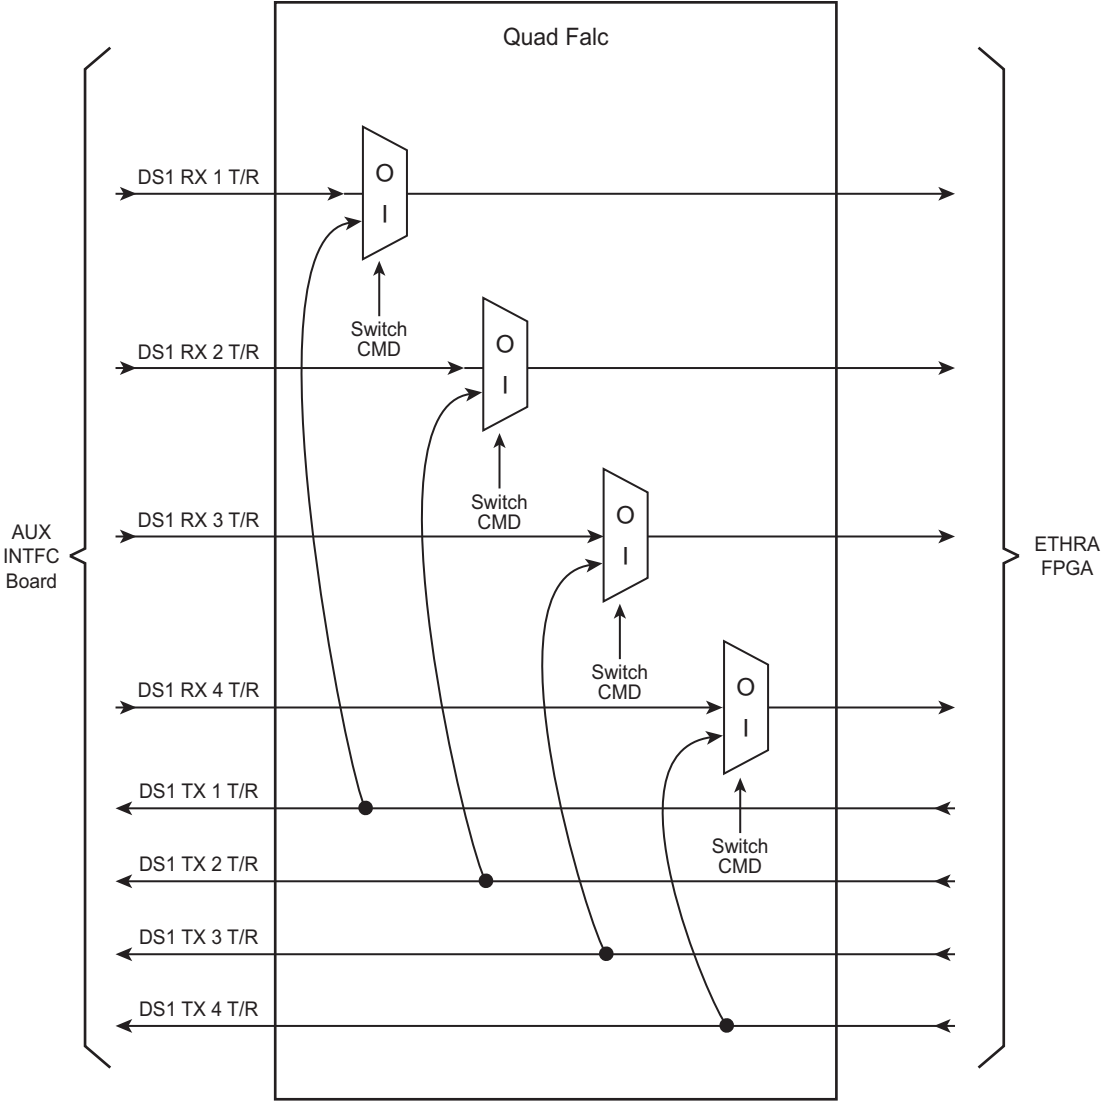 Quad Falc
DS1 RX 1 T/R
O
I
Switch
CMD
DS1 RX 2 T/R
O
I
Switch
CMD
DS1 RX 3 T/R
O
I
Switch
CMD
AUX
INTFC
Board
ETHRA
FPGA
DS1 RX 4 T/R
O
I
Switch
CMD
DS1 TX 1 T/R
DS1 TX 2 T/R
DS1 TX 3 T/R
DS1 TX 4 T/R